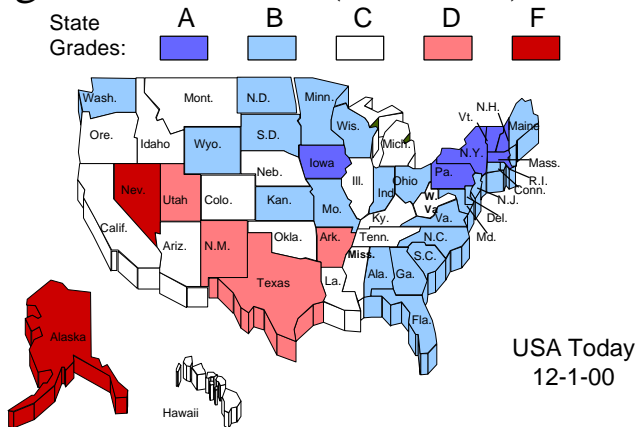 State
Grades:
A B C D F
Wash.
Mont.
N.D.
Minn.
Vt.
N.H.
Maine
Ore.
Idaho
Wyo.
S.D.
Wis.
Mich.
N.Y.
Mass.
R.I.
Conn.
N.J.
Del.
Md.
Nev.
Utah
Colo.
Neb.
Iowa
Ill.
Ind
Ohio
Pa.
Calif.
Kan.
Mo.
Ky.
W.
Va
Va.
Ariz.
N.M.
Okla.
Ark.
Tenn.
N.C.
S.C.
Texas
La.
Miss.
Ala.
Ga.
Fla.
Alaska
Hawaii
USA Today
12-1-00